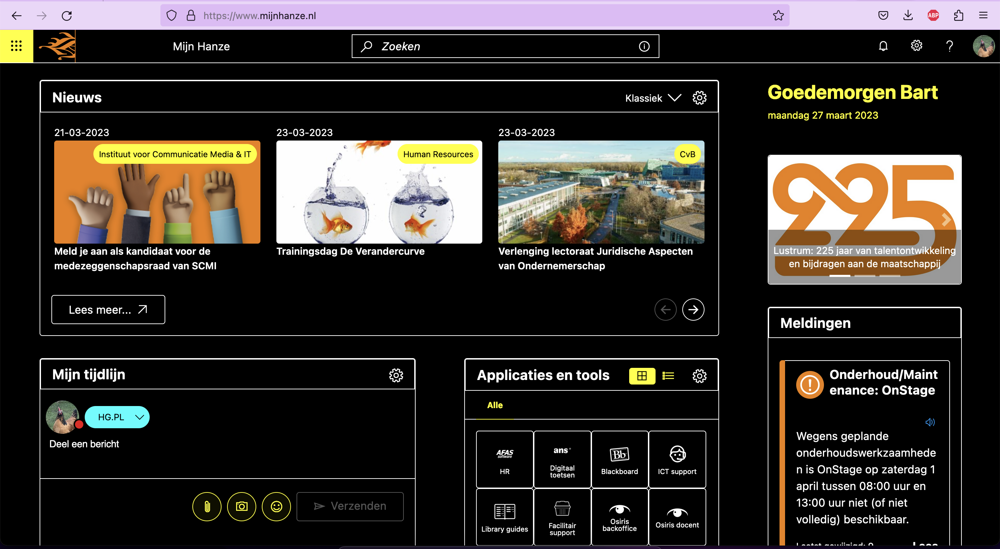 https://www.mijnhanze.nl
ABP
Mijn Hanze
Zoeken
Nieuws
Klassiek
Goedemorgen Bart
maandag 27 maart 2023
21-03-2023
Instituut voor Communicatie Media & IT
Meld je aan als kandidaat voor de
medezeggenschapsraad van SCMI
23-03-2023
Human Resources
Trainingsdag De Verandercurve
23-03-2023
CvB
Verlenging lectoraat Juridische Aspecten
van Ondernemerschap
Lees meer...
225
Lustrum: 225 jaar van talentontwikkeling
en bijdragen aan de maatschappij
Mijn tijdlijn
HG.PL
Deel een bericht
Verzenden
Applicaties en tools
Alle
AFAS
software
HR
ans*
Digitaal
toetsen
Bb
Blackboard
ICT support
Library guides
Facilitair
support
Osiris
backoffice
Osiris docent
Meldingen
Onderhoud/Maint
enance: OnStage
Wegens geplande
onderhoudswerkzaamhede
n is OnStage op zaterdag 1
april tussen 08:00 uur en
13:00 uur niet (of niet
volledig) beschikbaar.